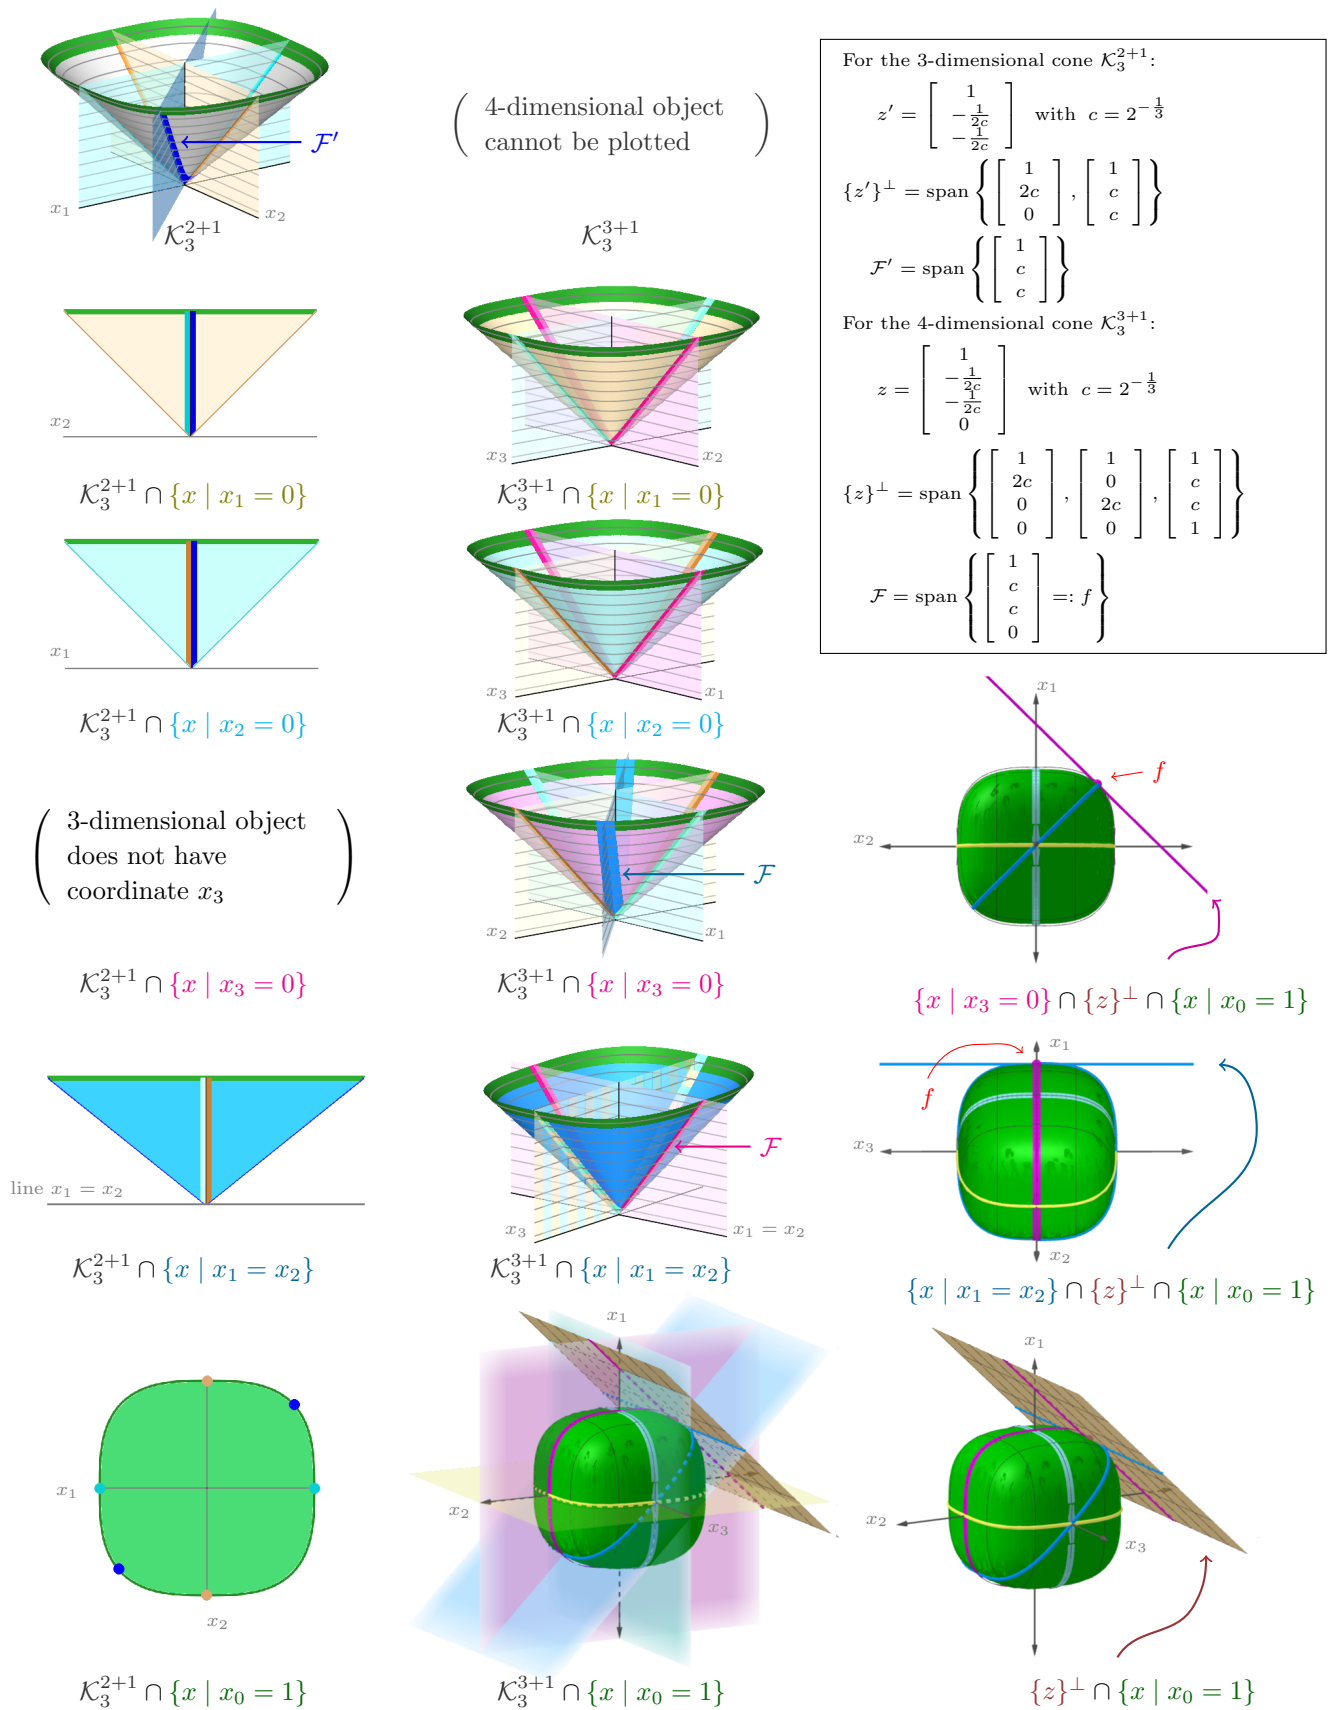 𝓕′
x₁
x₂
𝒦₃²⁺¹
( 4-dimensional object
cannot be plotted )
𝒦₃³⁺¹
For the 3-dimensional cone 𝒦₃²⁺¹:
z′ = [ 1, −1/2c, −1/2c ] with c = 2^{−1/3}
{z′}^⊥ = span { [ 1, 2c, 0 ], [ 1, c, c ] }
𝓕′ = span { [ 1, c, c ] }
For the 4-dimensional cone 𝒦₃³⁺¹:
z = [ 1, −1/2c, −1/2c, 0 ] with c = 2^{−1/3}
{z}^⊥ = span { [ 1, 2c, 0, 0 ], [ 1, 0, 2c, 0 ], [ 1, c, c, 1 ] }
𝓕 = span { [ 1, c, c, 0 ] =: f }
x₂
𝒦₃²⁺¹ ∩ {x | x₁ = 0}
x₃
x₂
𝒦₃³⁺¹ ∩ {x | x₁ = 0}
x₁
𝒦₃²⁺¹ ∩ {x | x₂ = 0}
x₃
x₁
𝒦₃³⁺¹ ∩ {x | x₂ = 0}
( 3-dimensional object
does not have
coordinate x₃ )
𝒦₃²⁺¹ ∩ {x | x₃ = 0}
𝓕
x₂
x₁
𝒦₃³⁺¹ ∩ {x | x₃ = 0}
x₁
f
x₂
{x | x₃ = 0} ∩ {z}^⊥ ∩ {x | x₀ = 1}
line x₁ = x₂
𝒦₃²⁺¹ ∩ {x | x₁ = x₂}
𝓕
x₃
x₁ = x₂
𝒦₃³⁺¹ ∩ {x | x₁ = x₂}
x₁
f
x₃
x₂
{x | x₁ = x₂} ∩ {z}^⊥ ∩ {x | x₀ = 1}
x₁
x₂
𝒦₃²⁺¹ ∩ {x | x₀ = 1}
x₁
x₂
x₃
𝒦₃³⁺¹ ∩ {x | x₀ = 1}
x₁
x₂
x₃
{z}^⊥ ∩ {x | x₀ = 1}